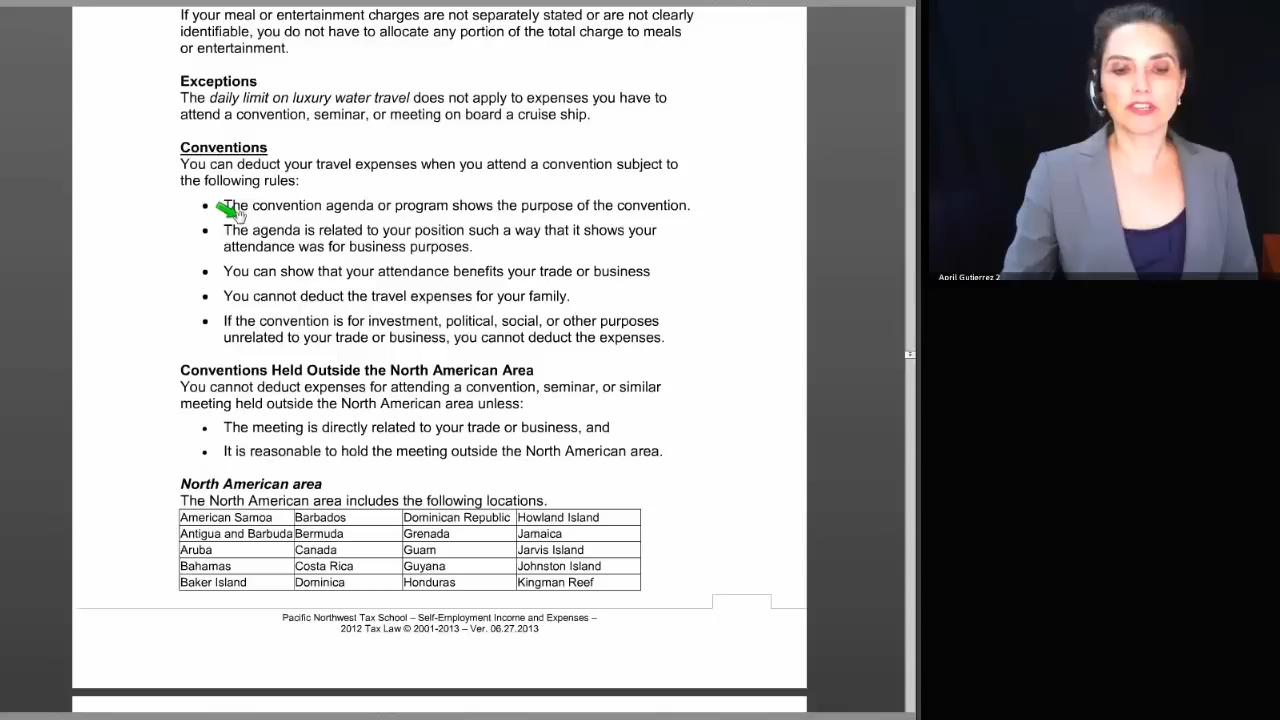 If your meal or entertainment charges are not separately stated or are not clearly
identifiable, you do not have to allocate any portion of the total charge to meals
or entertainment.
Exceptions
The daily limit on luxury water travel does not apply to expenses you have to
attend a convention, seminar, or meeting on board a cruise ship.
Conventions
You can deduct your travel expenses when you attend a convention subject to
the following rules:
• The convention agenda or program shows the purpose of the convention.
• The agenda is related to your position such a way that it shows your
attendance was for business purposes.
• You can show that your attendance benefits your trade or business
• You cannot deduct the travel expenses for your family.
• If the convention is for investment, political, social, or other purposes
unrelated to your trade or business, you cannot deduct the expenses.
Conventions Held Outside the North American Area
You cannot deduct expenses for attending a convention, seminar, or similar
meeting held outside the North American area unless:
• The meeting is directly related to your trade or business, and
• It is reasonable to hold the meeting outside the North American area.
North American area
The North American area includes the following locations.
American Samoa Barbados Dominican Republic Howland Island
Antigua and Barbuda Bermuda Grenada Jamaica
Aruba Canada Guam Jarvis Island
Bahamas Costa Rica Guyana Johnston Island
Baker Island Dominica Honduras Kingman Reef
Pacific Northwest Tax School – Self-Employment Income and Expenses –
2012 Tax Law © 2001-2013 – Ver. 06.27.2013
April Gutierrez 2